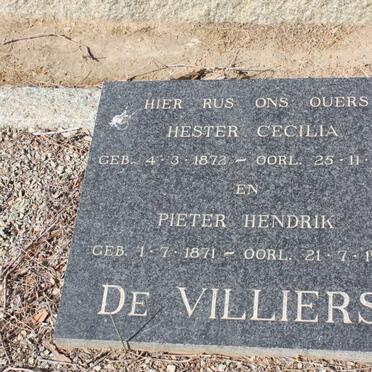 HIER RUS ONS OUERS
HESTER CECILIA
GEB. 4·3·1872 – OORL. 25·11·
EN
PIETER HENDRIK
GEB. 1·7·1871 – OORL. 21·7·1
DE VILLIERS